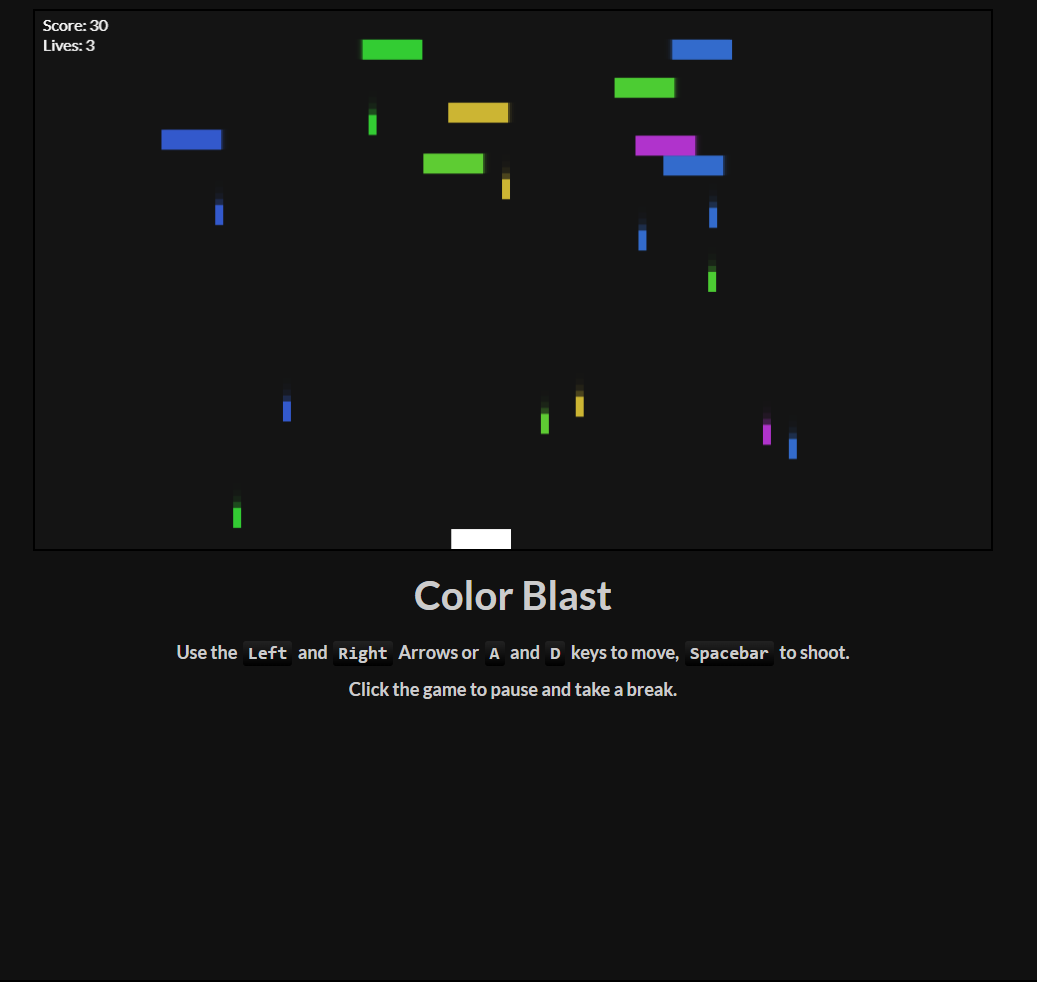 Score: 30
Lives: 3
Color Blast
Use the Left and Right Arrows or A and D keys to move, Spacebar to shoot.
Click the game to pause and take a break.